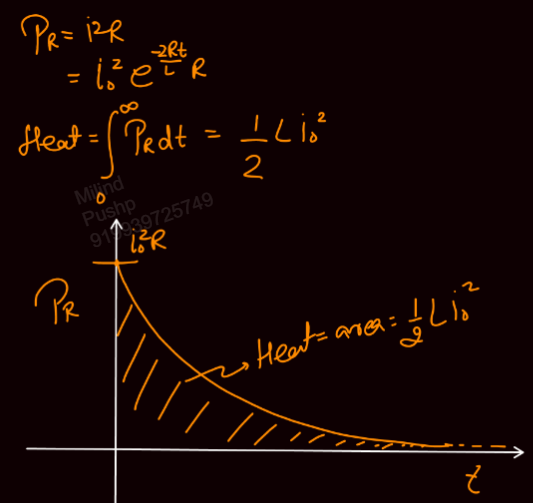 P_R = i²R
= i₀² e^(-2Rt/L) R
Heat = ∫₀^∞ P_R dt = 1/2 L i₀²
Milind
Pushp
919939725749
i₀²R
P_R
Heat = area = 1/2 L i₀²
t